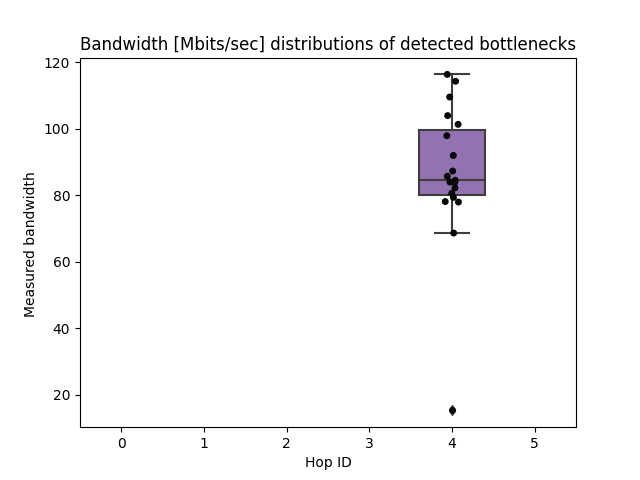 Bandwidth [Mbits/sec] distributions of detected bottlenecks
120
100
80
60
40
20
Measured bandwidth
0 1 2 3 4 5
Hop ID